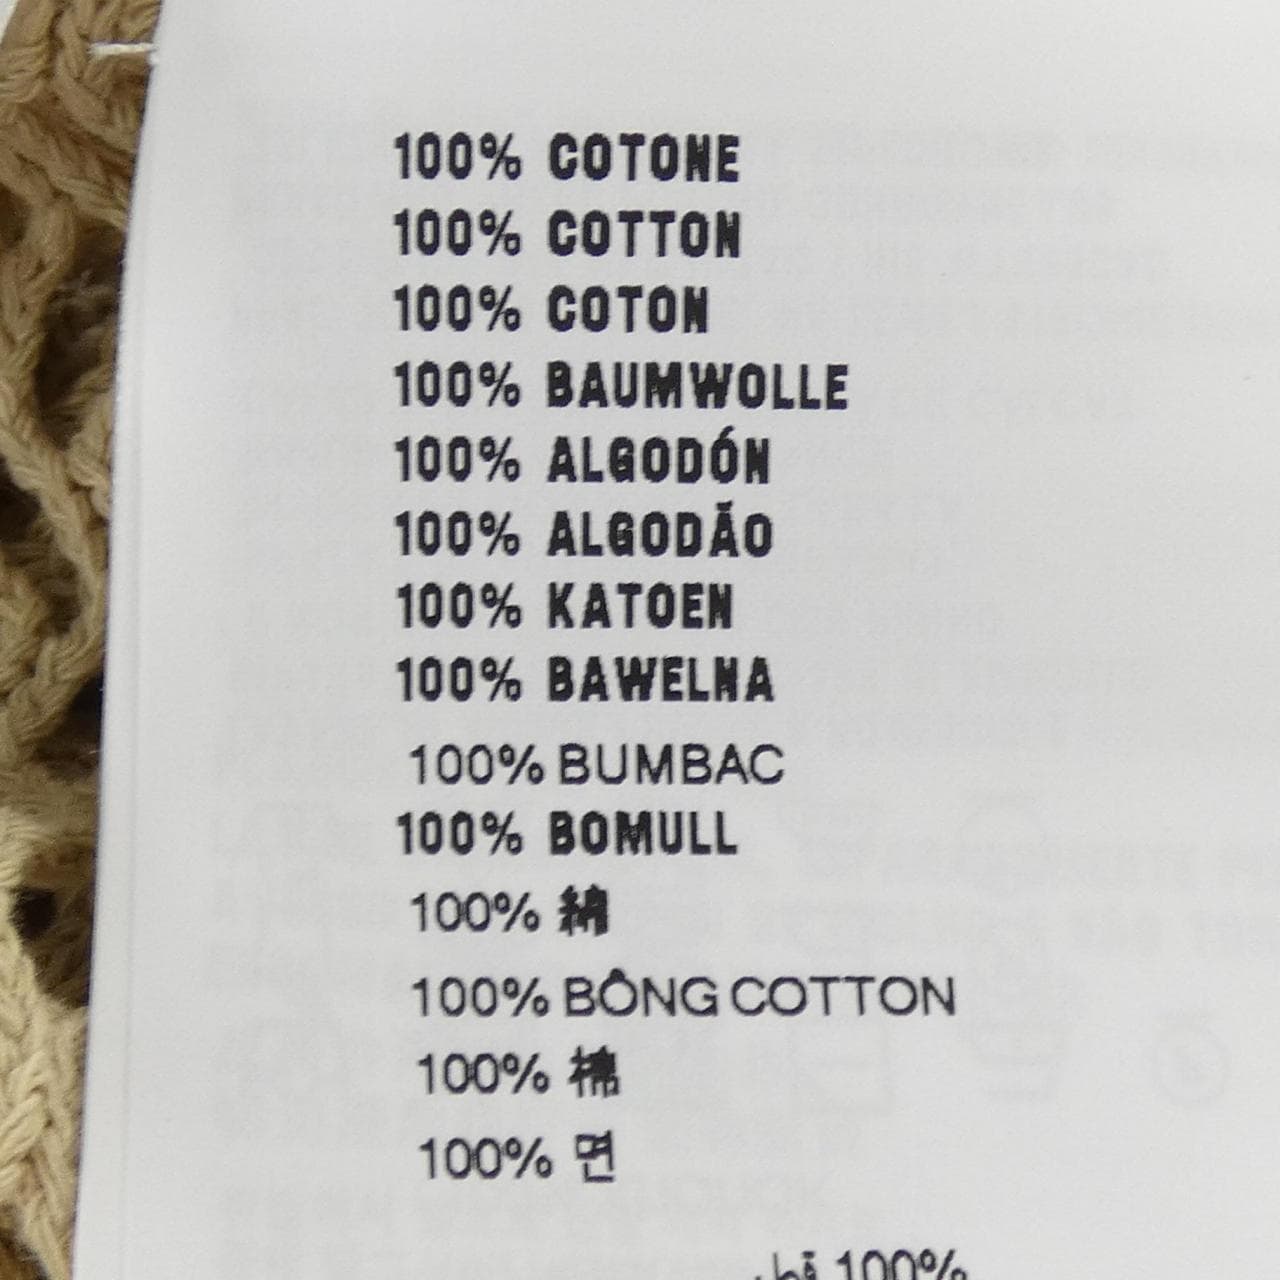 100% COTONE
100% COTTON
100% COTON
100% BAUMWOLLE
100% ALGODÓN
100% ALGODÃO
100% KATOEN
100% BAWELNA
100% BUMBAC
100% BOMULL
100% 綿
100% BÔNG COTTON
100% 棉
100% 면
100%